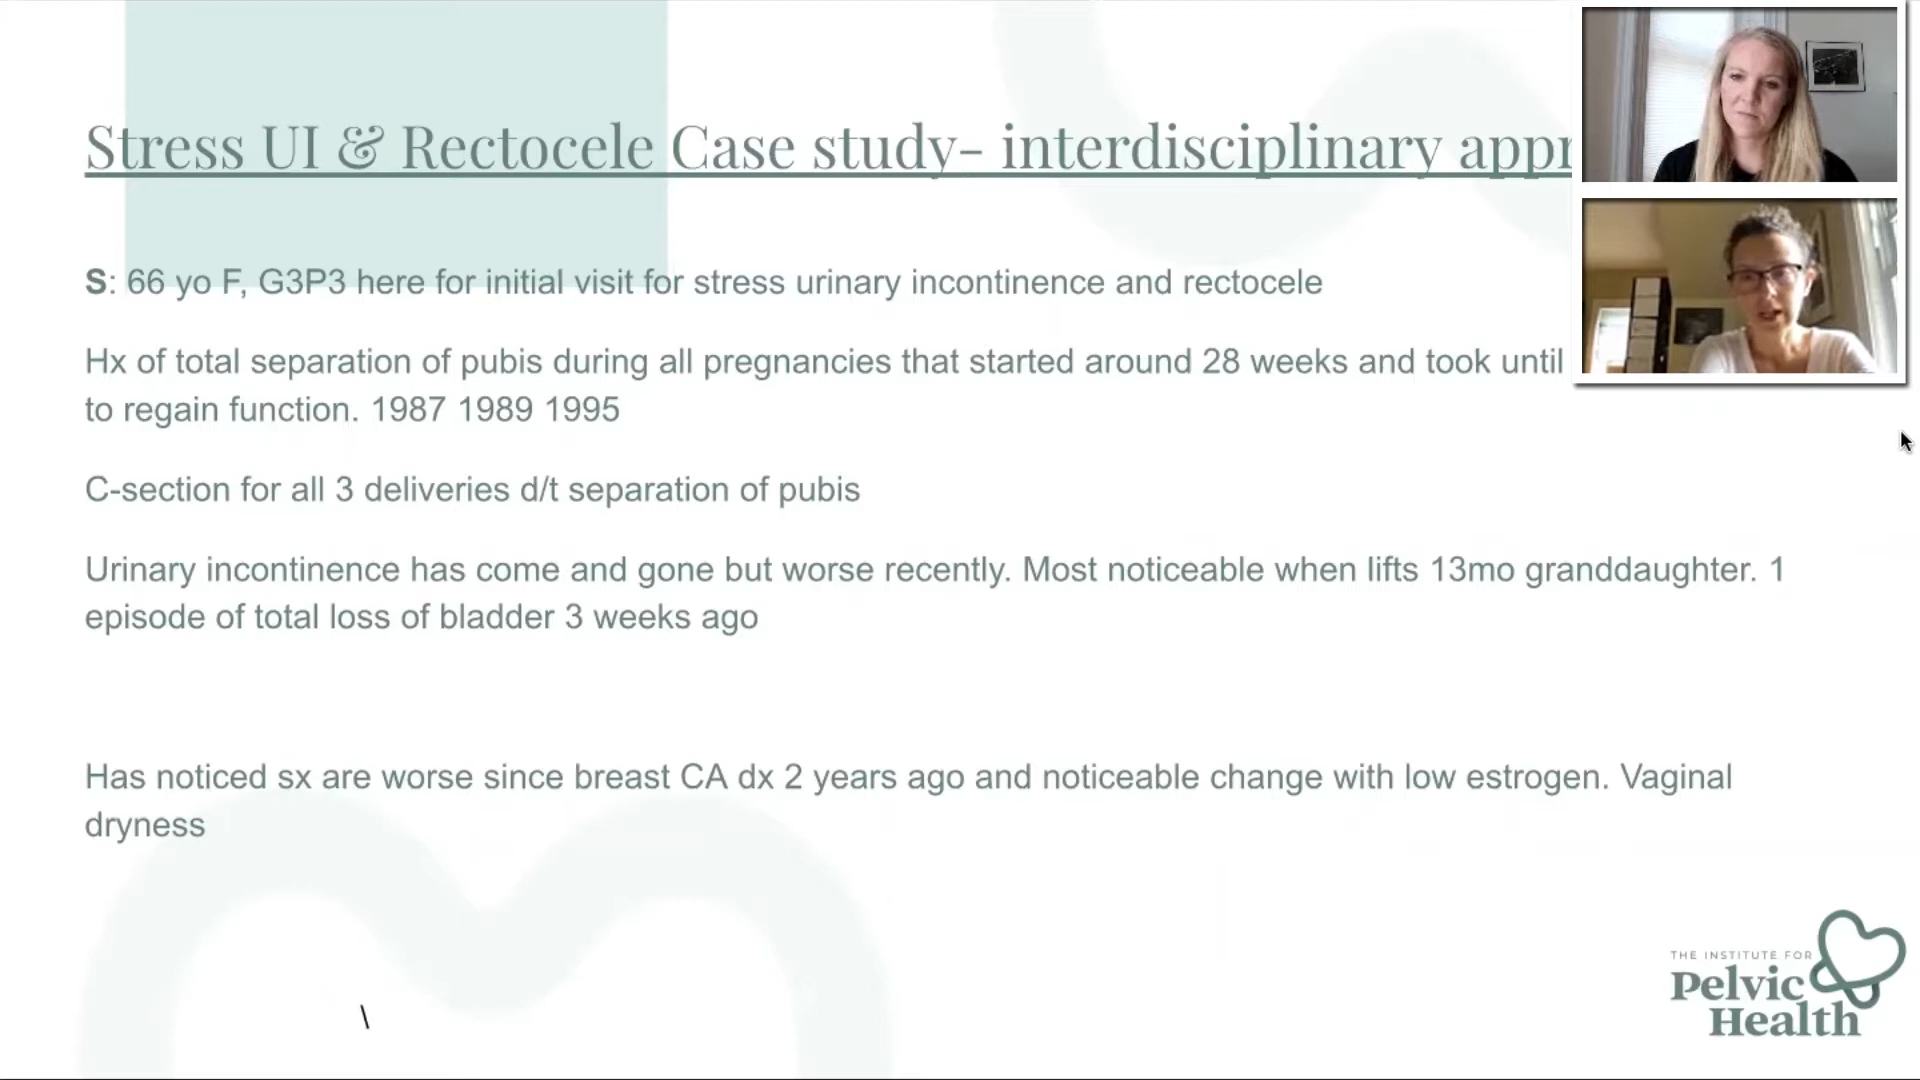 Stress UI & Rectocele Case study- interdisciplinary appr
S: 66 yo F, G3P3 here for initial visit for stress urinary incontinence and rectocele
Hx of total separation of pubis during all pregnancies that started around 28 weeks and took until
to regain function. 1987 1989 1995
C-section for all 3 deliveries d/t separation of pubis
Urinary incontinence has come and gone but worse recently. Most noticeable when lifts 13mo granddaughter. 1
episode of total loss of bladder 3 weeks ago
Has noticed sx are worse since breast CA dx 2 years ago and noticeable change with low estrogen. Vaginal
dryness
\
THE INSTITUTE FOR
Pelvic
Health